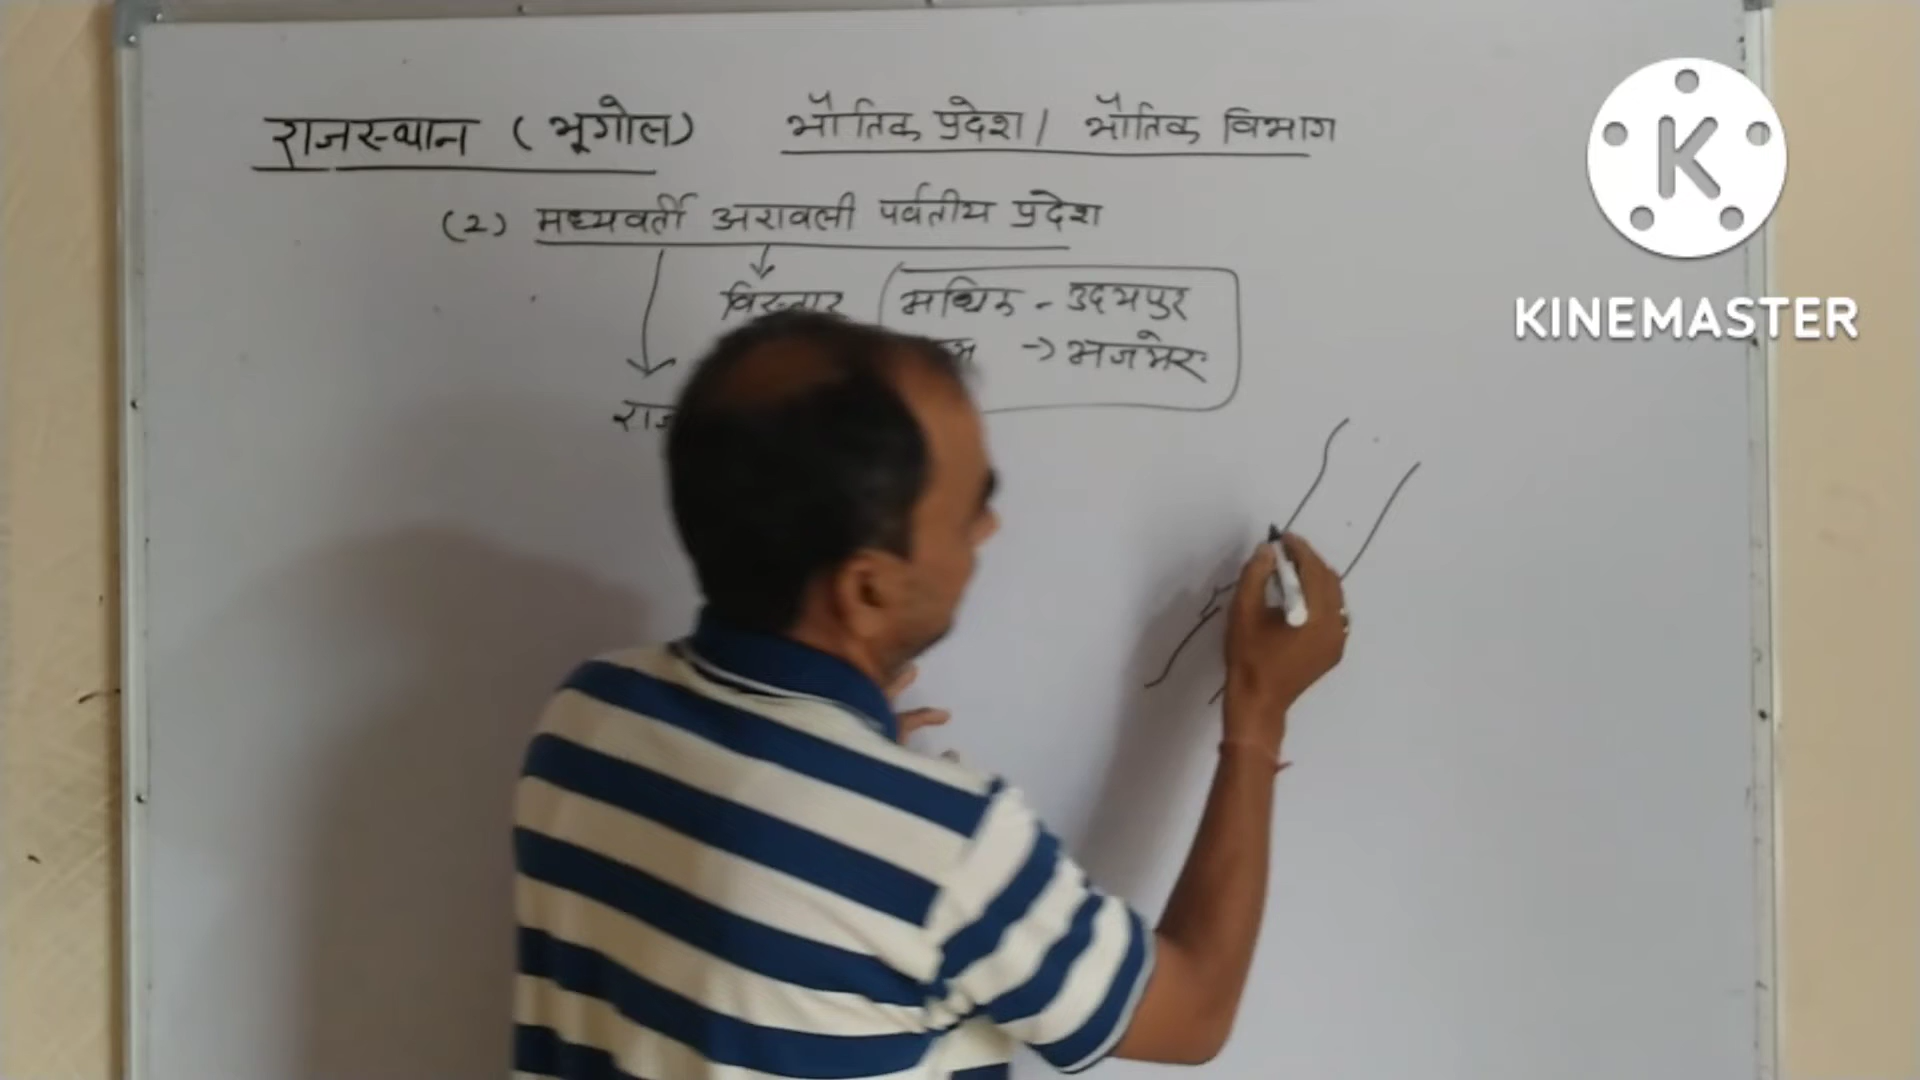 राजस्थान (भूगोल) भौतिक प्रदेश / भौतिक विभाग
(2) मध्यवर्ती अरावली पर्वतीय प्रदेश
विस्तार अधिक - उदयपुर
→ अजमेर
K
KINEMASTER